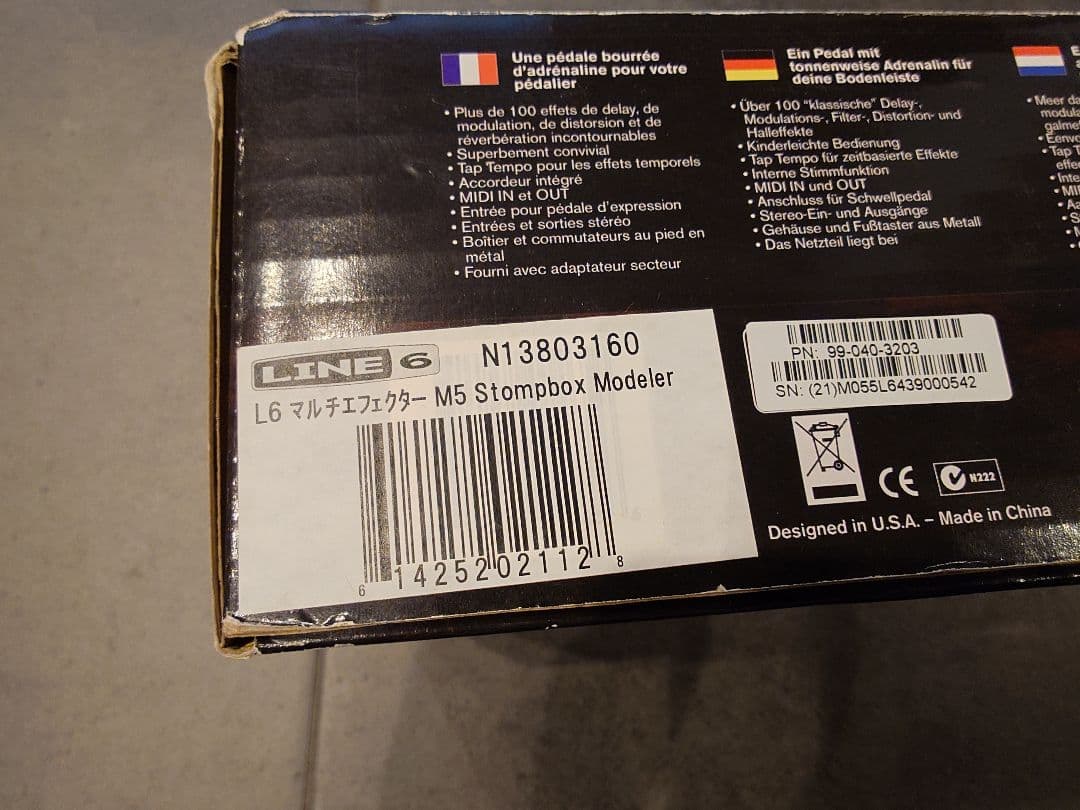 Une pédale bourrée
d'adrénaline pour votre
pédalier
• Plus de 100 effets de delay, de
modulation, de distorsion et de
réverbération incontournables
• Superbement convivial
• Tap Tempo pour les effets temporels
• Accordeur intégré
• MIDI IN et OUT
• Entrée pour pédale d'expression
• Entrées et sorties stéréo
• Boîtier et commutateurs au pied en
métal
• Fourni avec adaptateur secteur
Ein Pedal mit
tonnenweise Adrenalin für
deine Bodenleiste
• Über 100 "klassische" Delay-,
Modulations-, Filter-, Distortion- und
Halleffekte
• Kinderleichte Bedienung
• Tap Tempo für zeitbasierte Effekte
• Interne Stimmfunktion
• MIDI IN und OUT
• Anschluss für Schwellpedal
• Stereo-Ein- und Ausgänge
• Gehäuse und Fußtaster aus Metall
• Das Netzteil liegt bei
• Meer da
• Tap T
LINE 6 N13803160
L6 マルチエフェクター M5 Stompbox Modeler
6 14252 02112 8
PN: 99-040-3203
SN: (21)M055L6439000542
CE N222
Designed in U.S.A. – Made in China